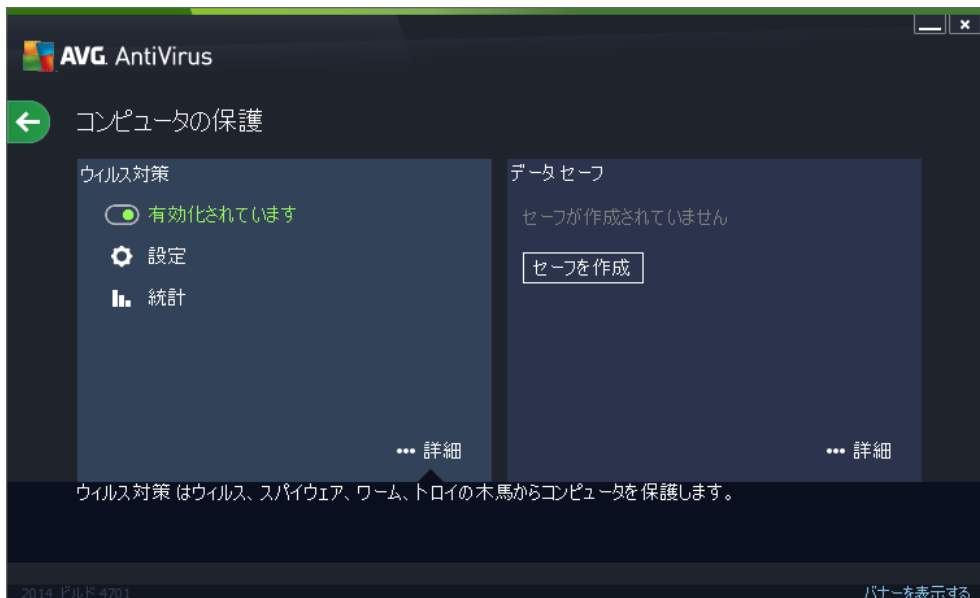 AVG. AntiVirus
コンピュータの保護
ウィルス対策
有効化されています
設定
統計
••• 詳細
データ セーフ
セーフが作成されていません
セーフを作成
••• 詳細
ウィルス対策 はウィルス、スパイウェア、ワーム、トロイの木馬からコンピュータを保護します。
2014 ビルド 4701
バナーを表示する